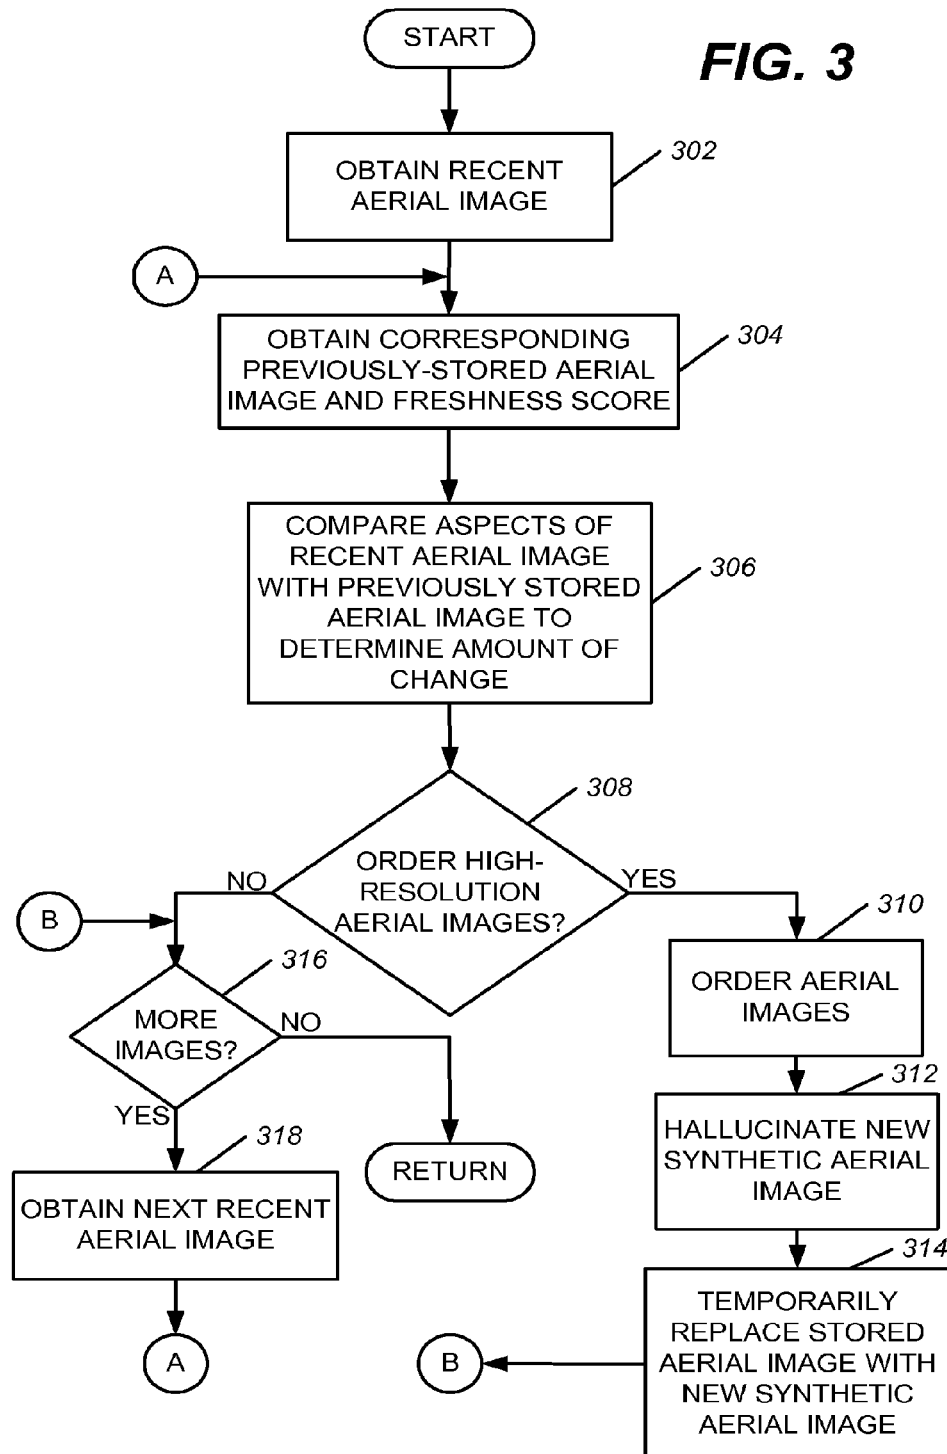 START
FIG. 3
302
OBTAIN RECENT
AERIAL IMAGE
A
304
OBTAIN CORRESPONDING
PREVIOUSLY-STORED AERIAL
IMAGE AND FRESHNESS SCORE
COMPARE ASPECTS OF
RECENT AERIAL IMAGE
WITH PREVIOUSLY STORED
AERIAL IMAGE TO
DETERMINE AMOUNT OF
CHANGE
306
308
ORDER HIGH-
RESOLUTION
AERIAL IMAGES?
NO
YES
B
310
ORDER AERIAL
IMAGES
316
MORE
IMAGES?
NO
YES
312
HALLUCINATE NEW
SYNTHETIC AERIAL
IMAGE
318
RETURN
OBTAIN NEXT RECENT
AERIAL IMAGE
314
TEMPORARILY
REPLACE STORED
AERIAL IMAGE WITH
NEW SYNTHETIC
AERIAL IMAGE
A
B